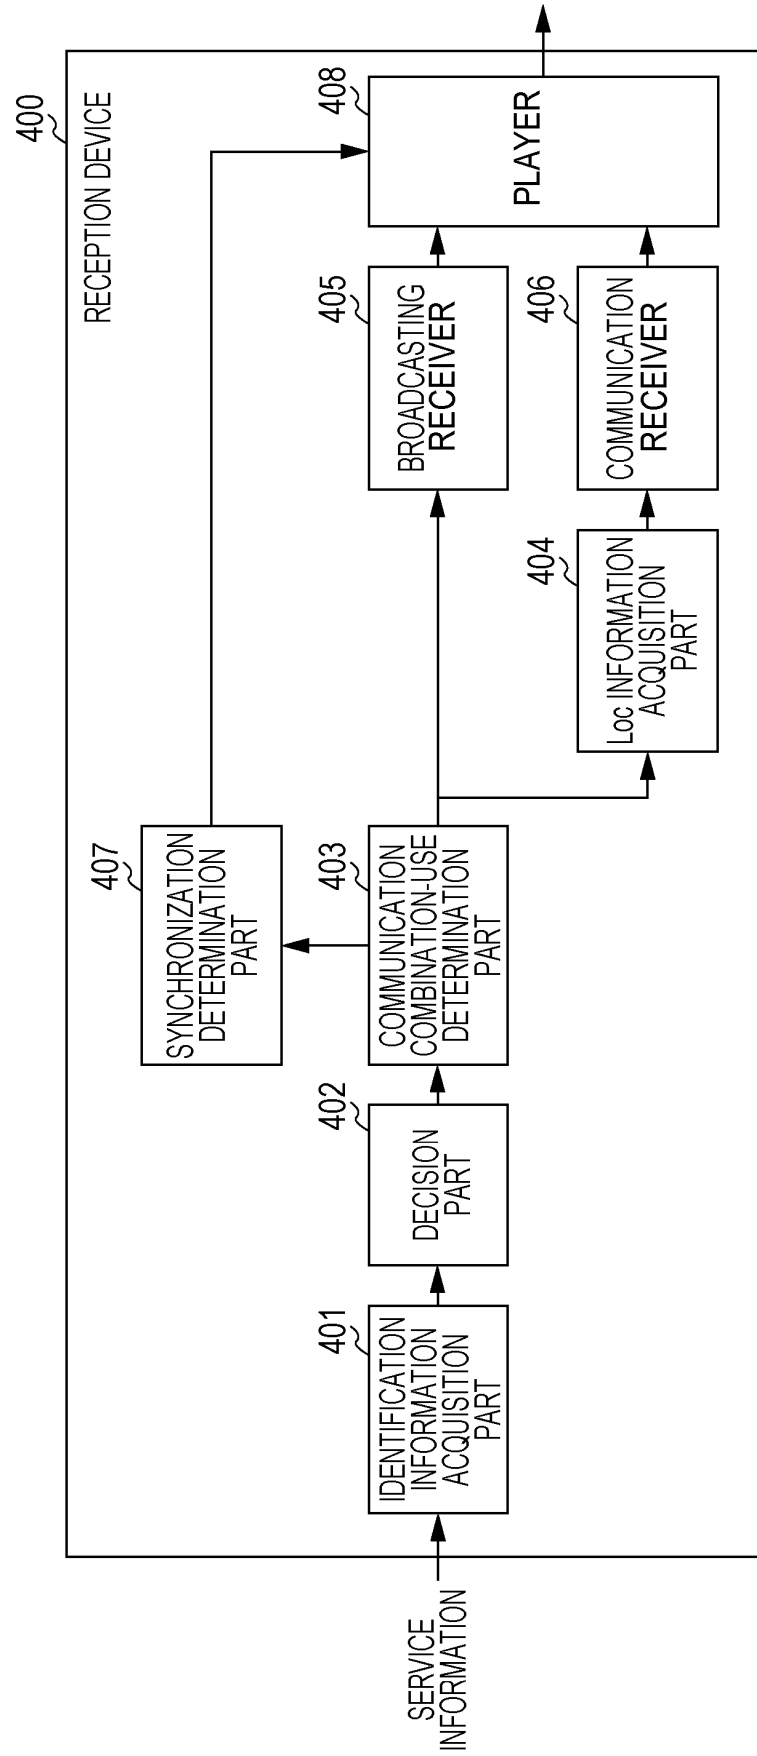 400
RECEPTION DEVICE
SERVICE
INFORMATION
401
IDENTIFICATION
INFORMATION
ACQUISITION
PART
402
DECISION
PART
403
COMMUNICATION
COMBINATION-USE
DETERMINATION
PART
407
SYNCHRONIZATION
DETERMINATION
PART
404
Loc INFORMATION
ACQUISITION
PART
405
BROADCASTING
RECEIVER
406
COMMUNICATION
RECEIVER
408
PLAYER